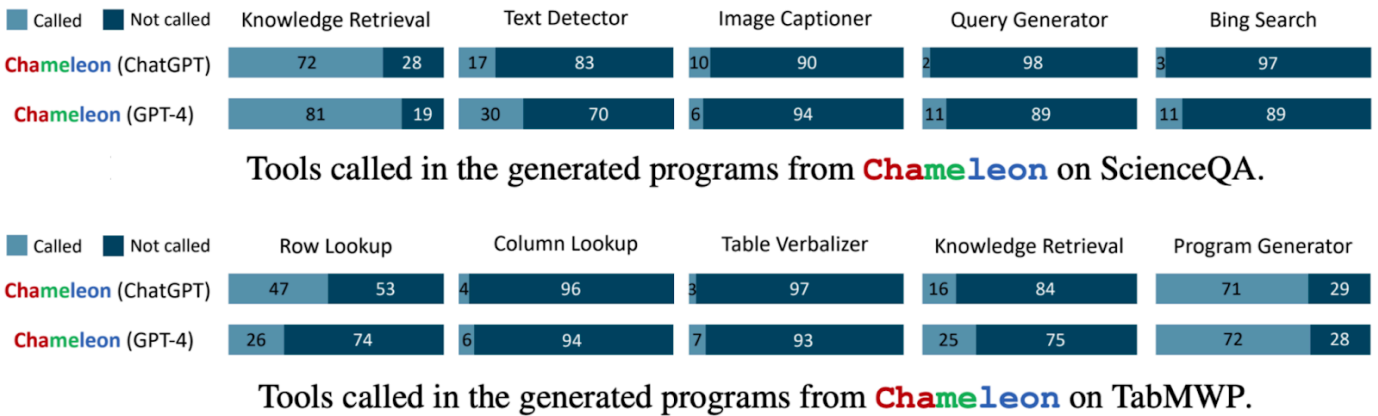 Called Not called Knowledge Retrieval Text Detector Image Captioner Query Generator Bing Search
Chameleon (ChatGPT) 72 28 17 83 10 90 2 98 3 97
Chameleon (GPT-4) 81 19 30 70 6 94 11 89 11 89
Tools called in the generated programs from Chameleon on ScienceQA.
Called Not called Row Lookup Column Lookup Table Verbalizer Knowledge Retrieval Program Generator
Chameleon (ChatGPT) 47 53 4 96 3 97 16 84 71 29
Chameleon (GPT-4) 26 74 6 94 7 93 25 75 72 28
Tools called in the generated programs from Chameleon on TabMWP.